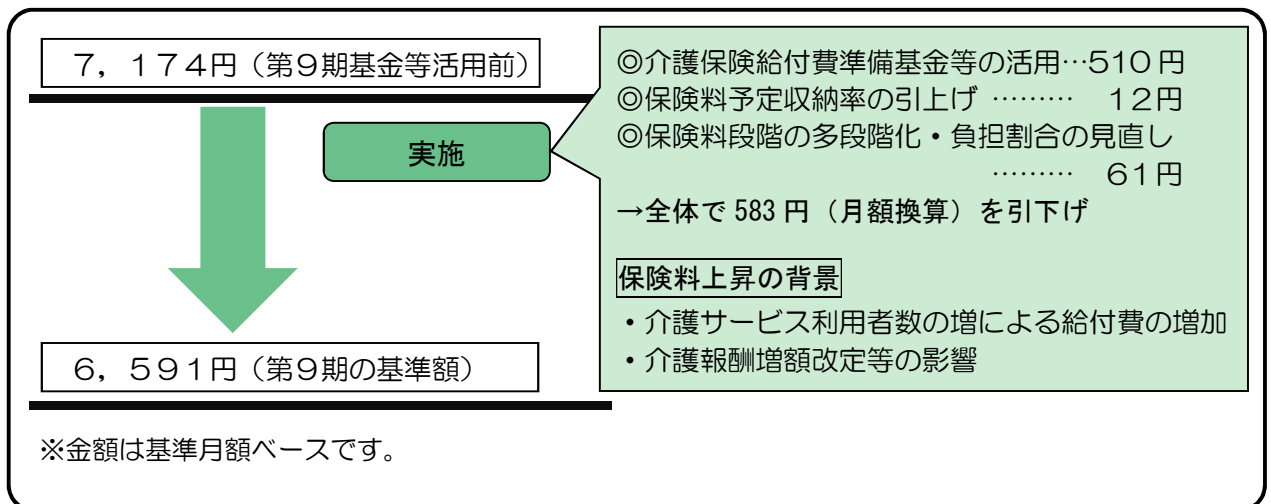 7，174円（第9期基金等活用前）
実施
◎介護保険給付費準備基金等の活用…510円
◎保険料予定収納率の引上げ ……… 12円
◎保険料段階の多段階化・負担割合の見直し
……… 61円
→全体で583円（月額換算）を引下げ
保険料上昇の背景
・介護サービス利用者数の増による給付費の増加
・介護報酬増額改定等の影響
6，591円（第9期の基準額）
※金額は基準月額ベースです。